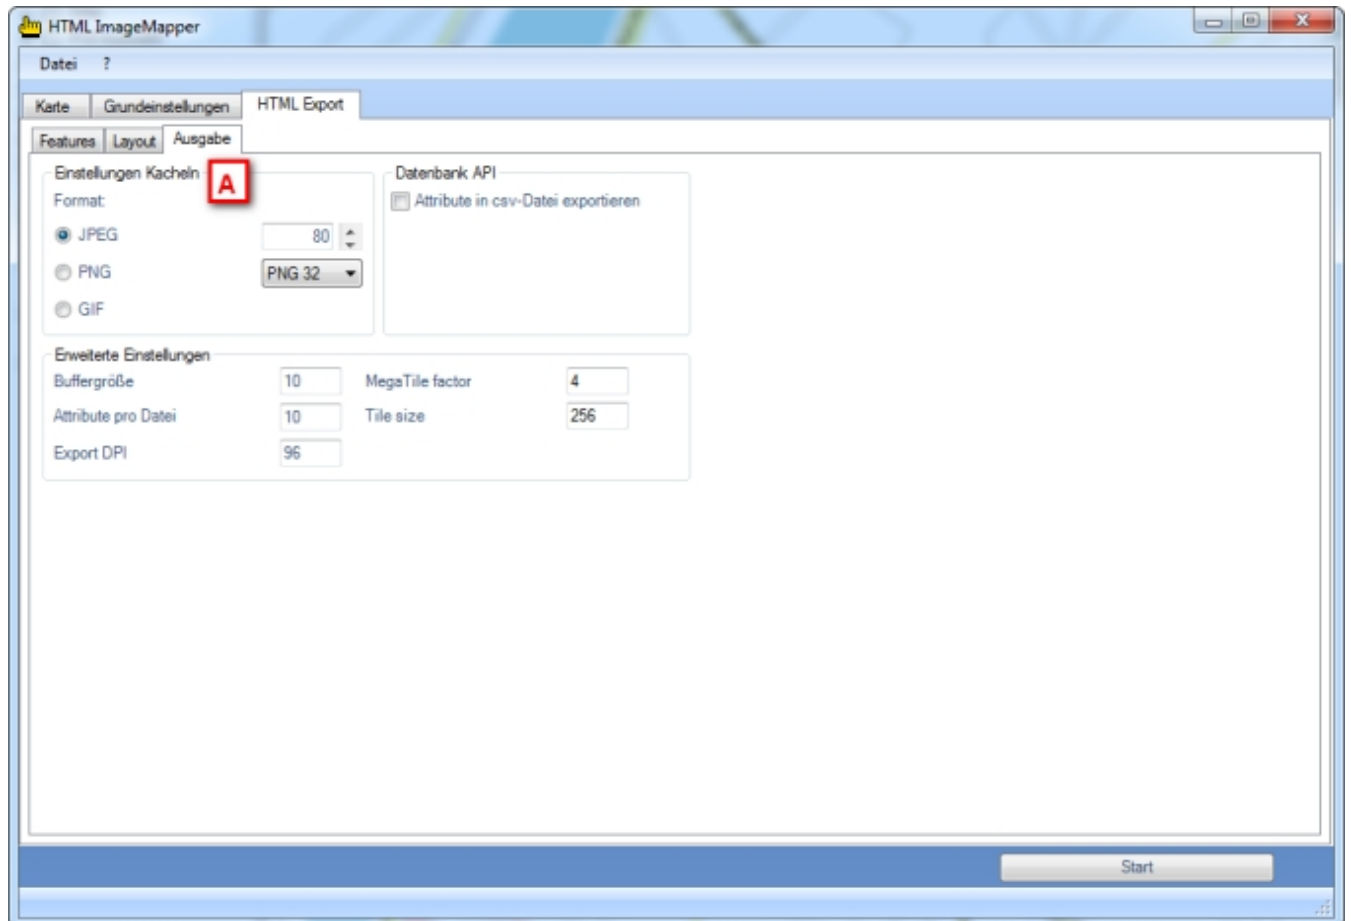 HTML ImageMapper
Datei ?
Karte Grundeinstellungen HTML Export
Features Layout Ausgabe
Einstellungen Kacheln
A
Format:
JPEG 80
PNG PNG 32
GIF
Datenbank API
Attribute in csv-Datei exportieren
Erweiterte Einstellungen
Buffergröße 10 MegaTile factor 4
Attribute pro Datei 10 Tile size 256
Export DPI 96
Start